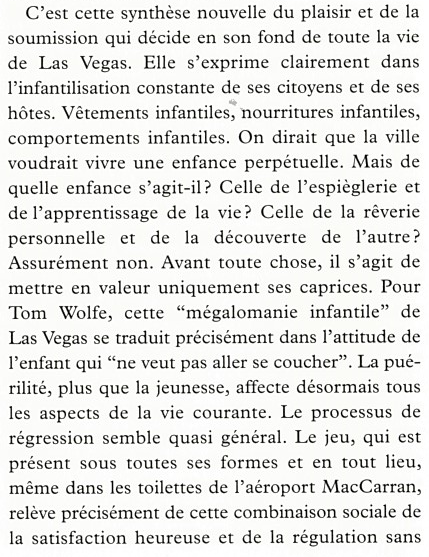 C’est cette synthèse nouvelle du plaisir et de la
soumission qui décide en son fond de toute la vie
de Las Vegas. Elle s’exprime clairement dans
l’infantilisation constante de ses citoyens et de ses
hôtes. Vêtements infantiles, nourritures infantiles,
comportements infantiles. On dirait que la ville
voudrait vivre une enfance perpétuelle. Mais de
quelle enfance s’agit-il? Celle de l’espièglerie et
de l’apprentissage de la vie? Celle de la rêverie
personnelle et de la découverte de l’autre?
Assurément non. Avant toute chose, il s’agit de
mettre en valeur uniquement ses caprices. Pour
Tom Wolfe, cette “mégalomanie infantile” de
Las Vegas se traduit précisément dans l’attitude de
l’enfant qui “ne veut pas aller se coucher”. La pué-
rilité, plus que la jeunesse, affecte désormais tous
les aspects de la vie courante. Le processus de
régression semble quasi général. Le jeu, qui est
présent sous toutes ses formes et en tout lieu,
même dans les toilettes de l’aéroport MacCarran,
relève précisément de cette combinaison sociale de
la satisfaction heureuse et de la régulation sans